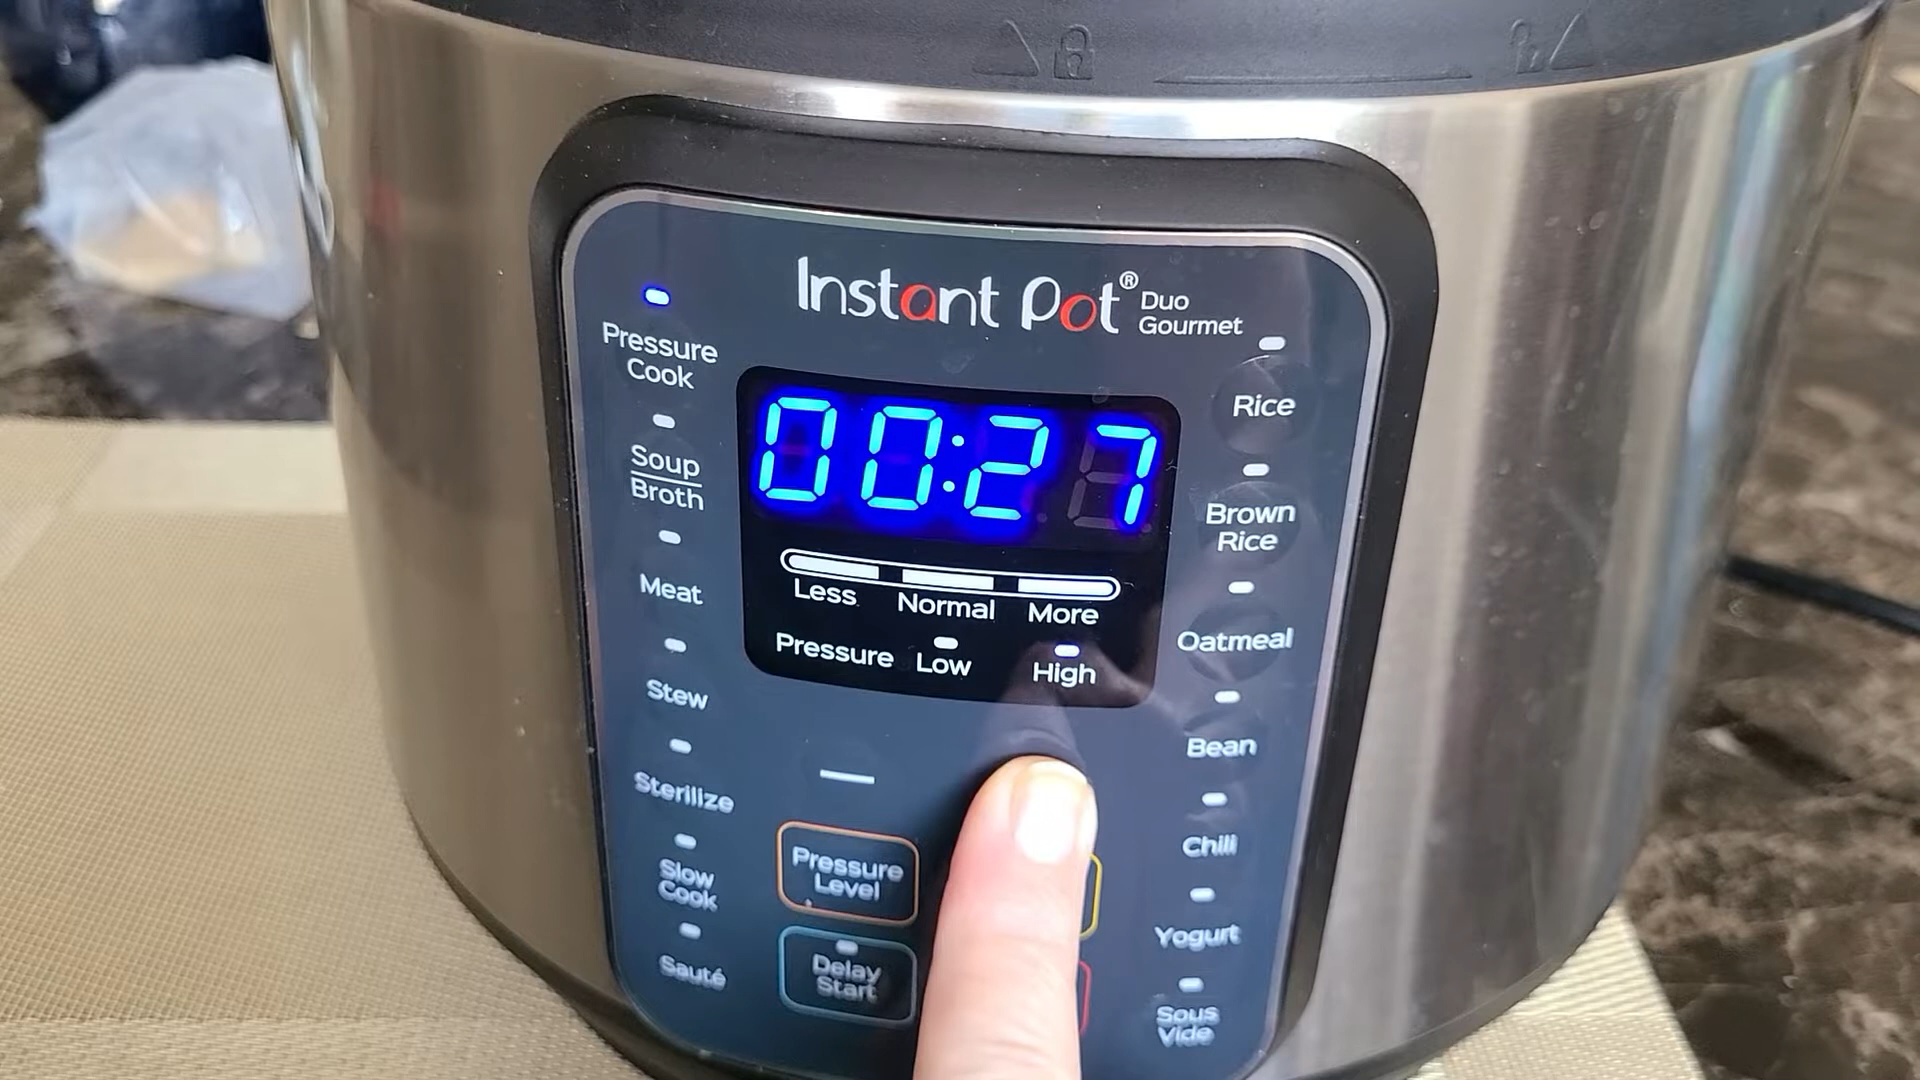 Instant Pot® Duo
Gourmet
00:27
Less Normal More
Pressure Low High
Pressure
Cook
Soup
Broth
Meat
Stew
Sterilize
Slow
Cook
Sauté
—
Pressure
Level
Delay
Start
Rice
Brown
Rice
Oatmeal
Bean
Chili
Yogurt
Sous
Vide